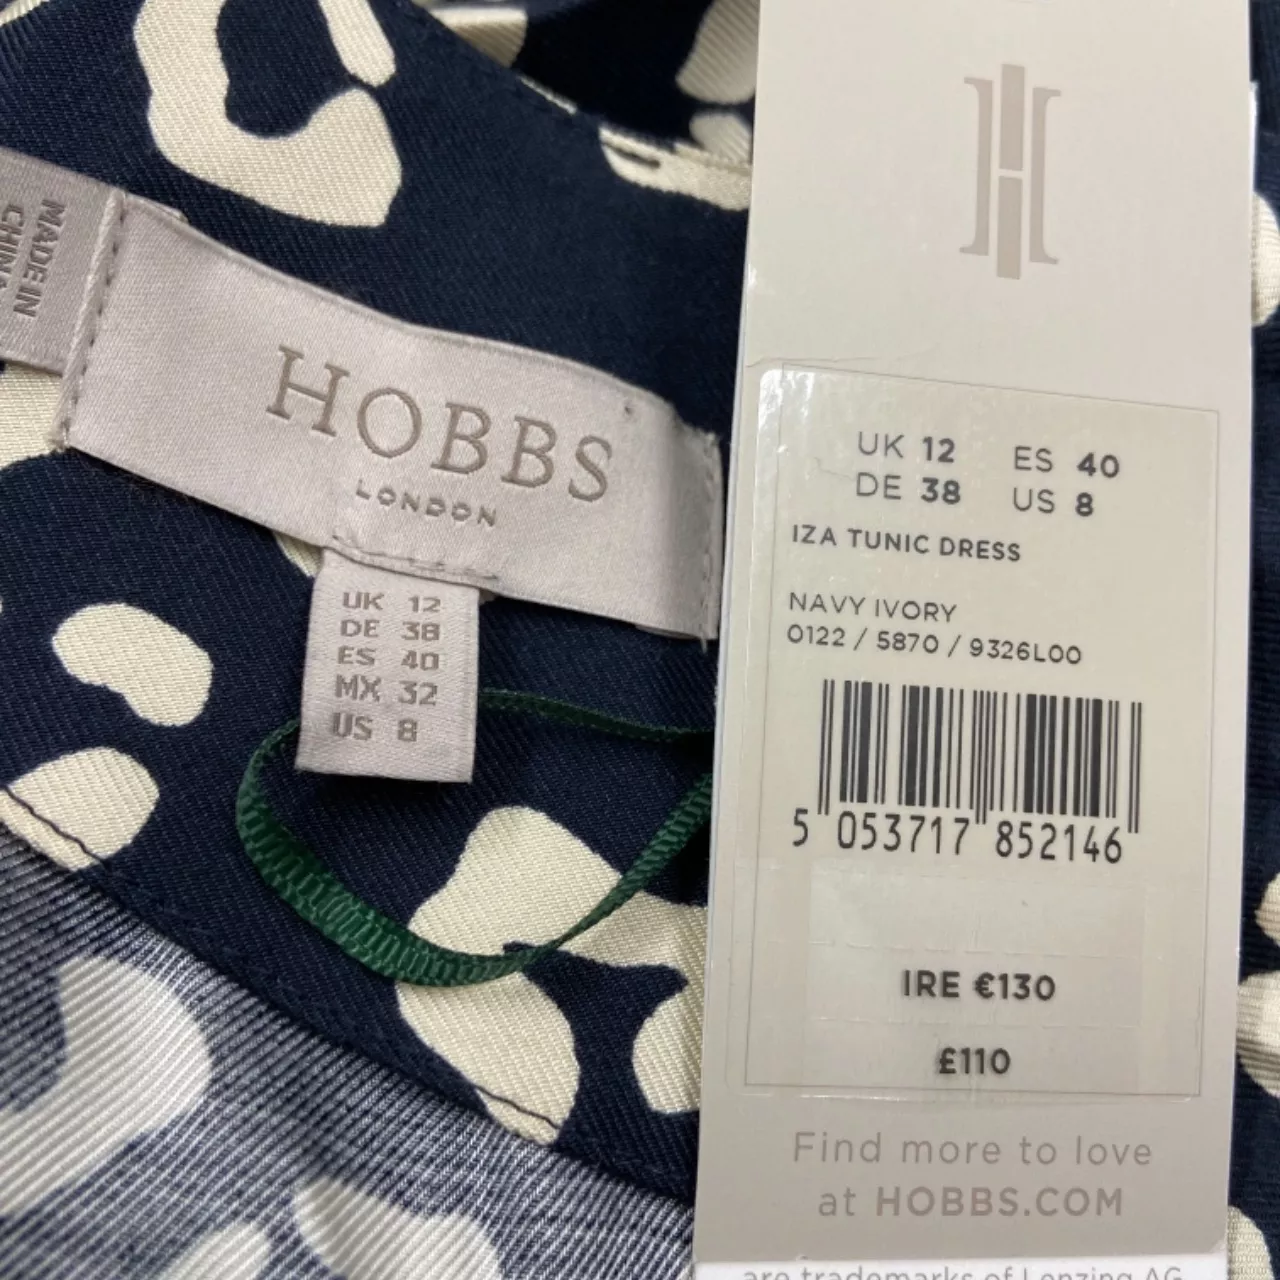 MADE IN
CHINA
HOBBS
LONDON
UK 12
DE 38
ES 40
MX 32
US 8
UK 12 ES 40
DE 38 US 8
IZA TUNIC DRESS
NAVY IVORY
0122 / 5870 / 9326L00
5 053717 852146
IRE €130
£110
Find more to love
at HOBBS.COM
are trademarks of Lenzing AG